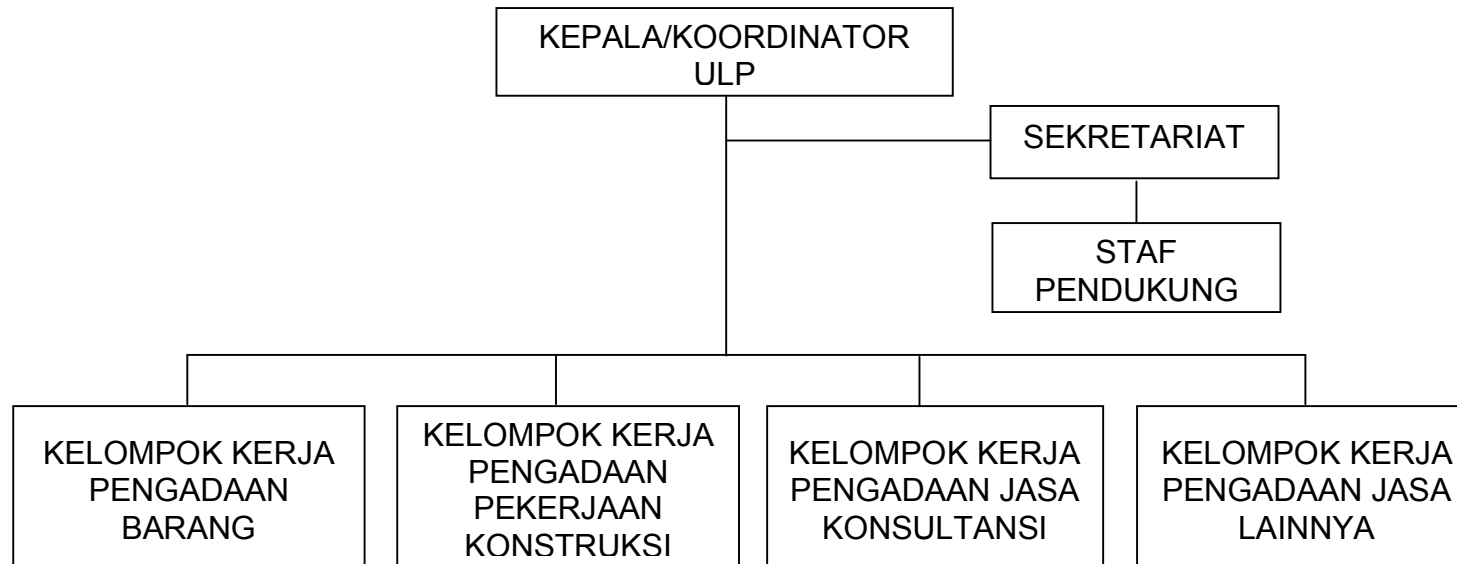 KEPALA/KOORDINATOR
ULP
SEKRETARIAT
STAF
PENDUKUNG
KELOMPOK KERJA
PENGADAAN
BARANG
KELOMPOK KERJA
PENGADAAN
PEKERJAAN
KONSTRUKSI
KELOMPOK KERJA
PENGADAAN JASA
KONSULTANSI
KELOMPOK KERJA
PENGADAAN JASA
LAINNYA